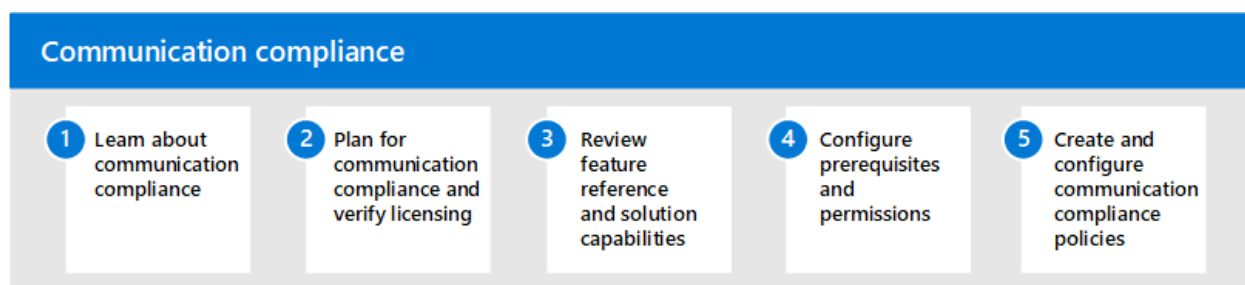 Communication compliance
1
Learn about
communication
compliance
2
Plan for
communication
compliance and
verify licensing
3
Review
feature
reference
and solution
capabilities
4
Configure
prerequisites
and
permissions
5
Create and
configure
communication
compliance
policies